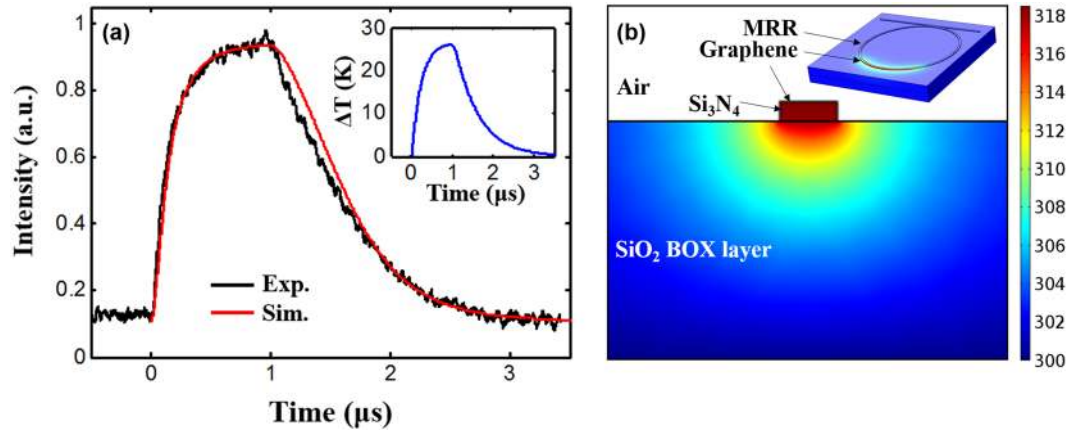 (a)
Intensity (a.u.)
1
0.8
0.6
0.4
0.2
0
0
1
2
3
Time (μs)
Exp.
Sim.
ΔT (K)
30
20
10
0
0
1
2
3
Time (μs)
(b)
MRR
Graphene
Air
Si₃N₄
SiO₂ BOX layer
318
316
314
312
310
308
306
304
302
300